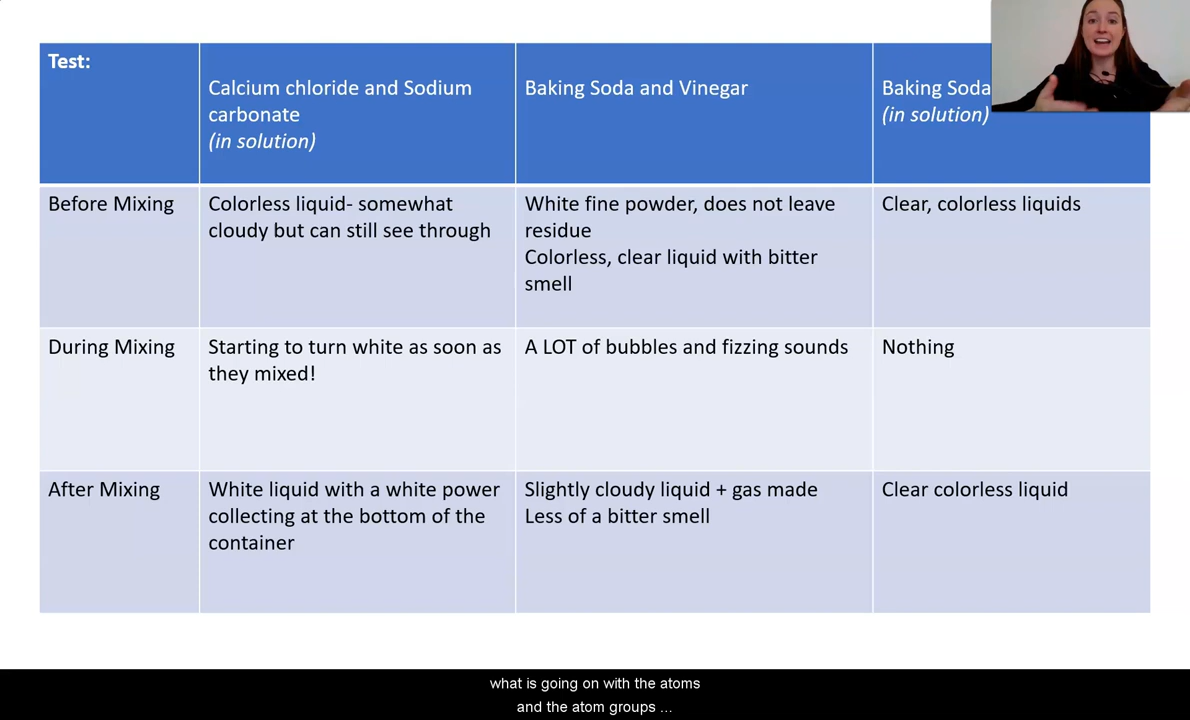 Test:
Calcium chloride and Sodium
carbonate
(in solution)
Baking Soda and Vinegar
Baking Soda
(in solution)
Before Mixing
Colorless liquid- somewhat
cloudy but can still see through
White fine powder, does not leave
residue
Colorless, clear liquid with bitter
smell
Clear, colorless liquids
During Mixing
Starting to turn white as soon as
they mixed!
A LOT of bubbles and fizzing sounds
Nothing
After Mixing
White liquid with a white power
collecting at the bottom of the
container
Slightly cloudy liquid + gas made
Less of a bitter smell
Clear colorless liquid
what is going on with the atoms
and the atom groups ...